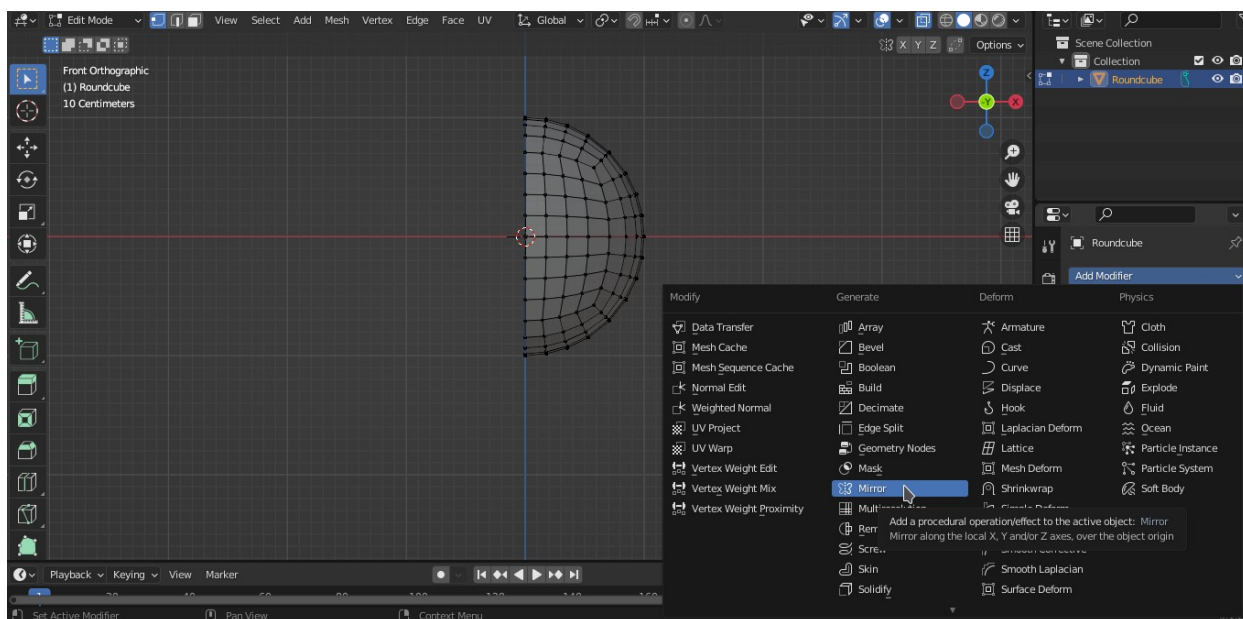 Edit Mode View Select Add Mesh Vertex Edge Face UV Global
X Y Z Options
Scene Collection
Collection
Roundcube
Front Orthographic
(1) Roundcube
10 Centimeters
Z
-Y
X
Roundcube
Add Modifier
Modify Generate Deform Physics
Data Transfer Array Armature Cloth
Mesh Cache Bevel Cast Collision
Mesh Sequence Cache Boolean Curve Dynamic Paint
Normal Edit Build Displace Explode
Weighted Normal Decimate Hook Fluid
UV Project Edge Split Laplacian Deform Ocean
UV Warp Geometry Nodes Lattice Particle Instance
Vertex Weight Edit Mask Mesh Deform Particle System
Vertex Weight Mix Mirror Shrinkwrap Soft Body
Vertex Weight Proximity
Add a procedural operation/effect to the active object: Mirror
Mirror along the local X, Y and/or Z axes, over the object origin
Skin Smooth Laplacian
Solidify Surface Deform
Playback Keying View Marker
Set Active Modifier Pan View Context Menu